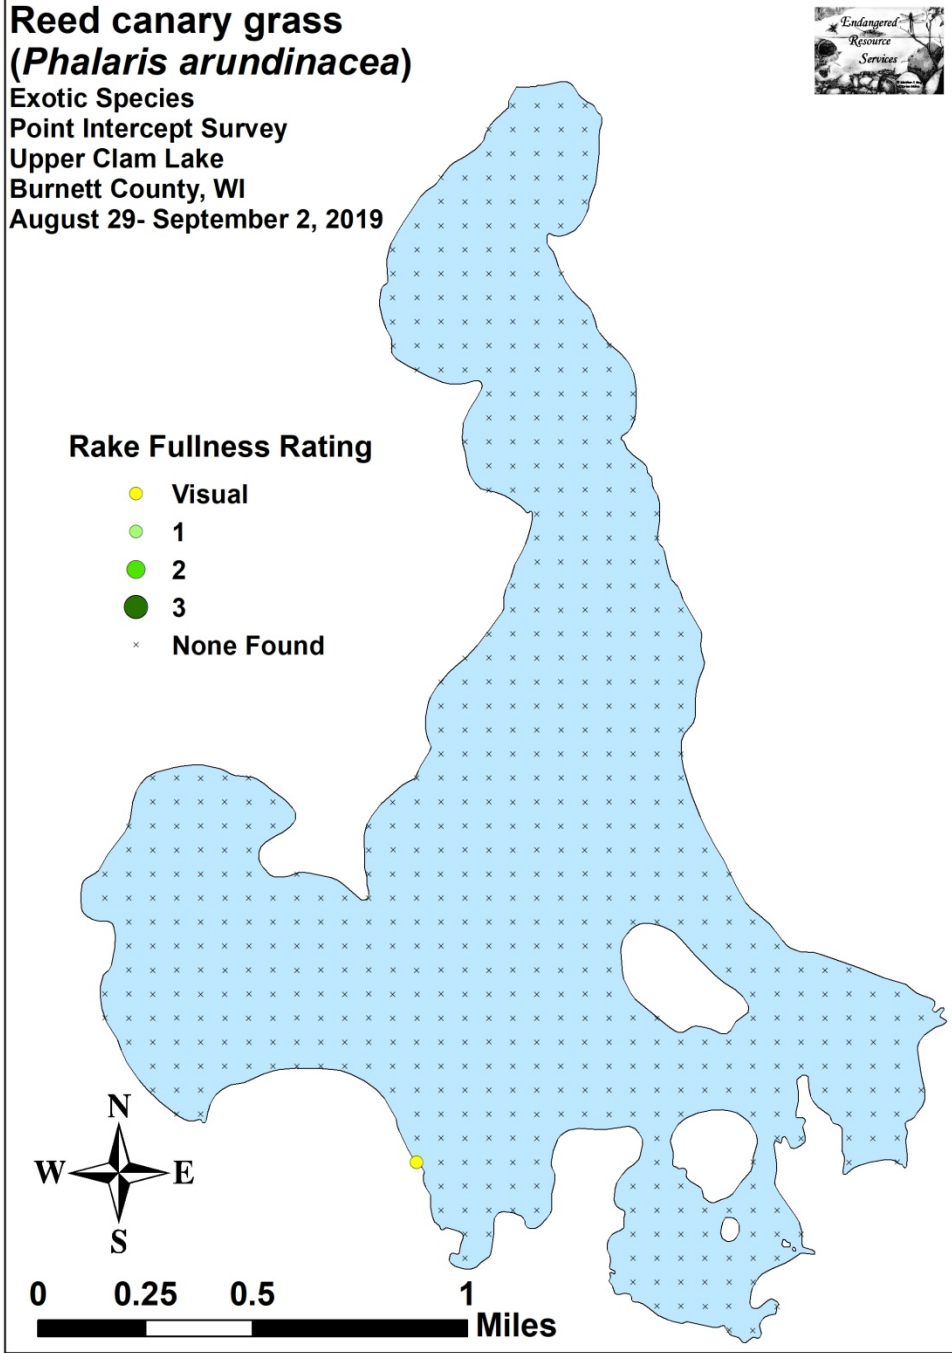 Reed canary grass
(Phalaris arundinacea)
Exotic Species
Point Intercept Survey
Upper Clam Lake
Burnett County, WI
August 29- September 2, 2019
Endangered
Resource
Services
Rake Fullness Rating
Visual
1
2
3
None Found
N
W E
S
0 0.25 0.5 1
Miles